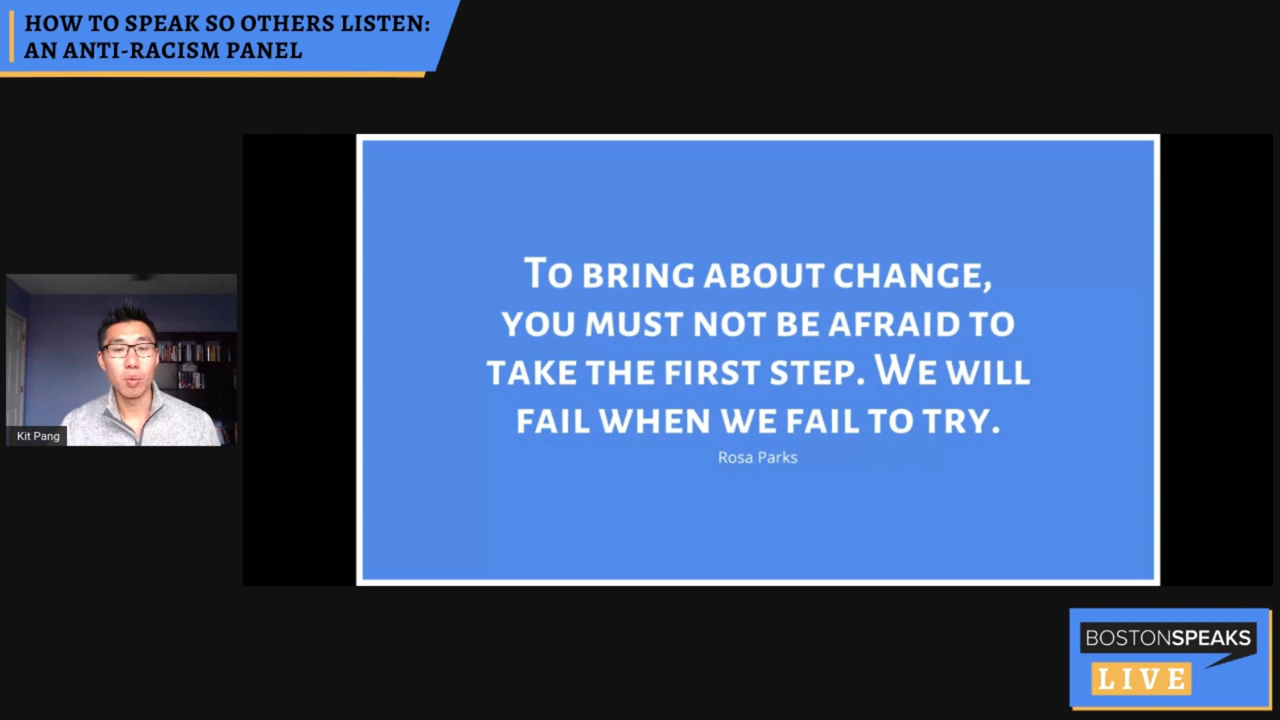 HOW TO SPEAK SO OTHERS LISTEN:
AN ANTI-RACISM PANEL
TO BRING ABOUT CHANGE,
YOU MUST NOT BE AFRAID TO
TAKE THE FIRST STEP. WE WILL
FAIL WHEN WE FAIL TO TRY.
Rosa Parks
Kit Pang
BOSTONSPEAKS
LIVE